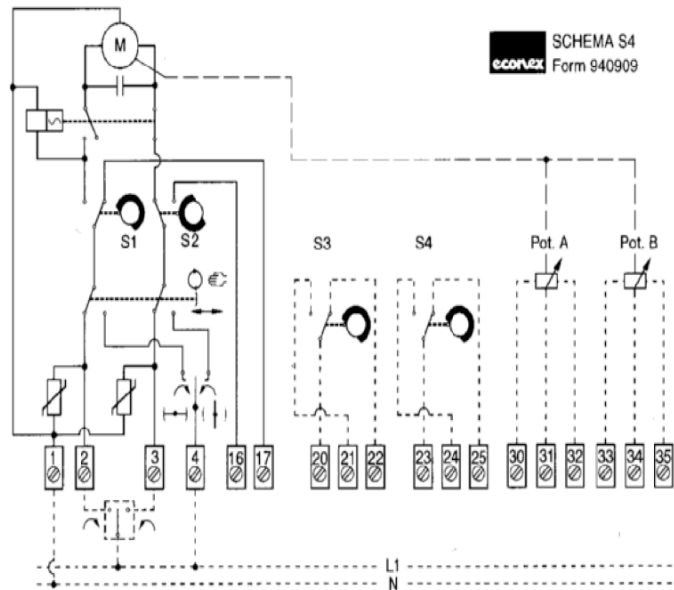 M
econex
SCHEMA S4
Form 940909
S1
S2
S3
S4
Pot. A
Pot. B
1 2 3 4 16 17 20 21 22 23 24 25 30 31 32 33 34 35
L1
N